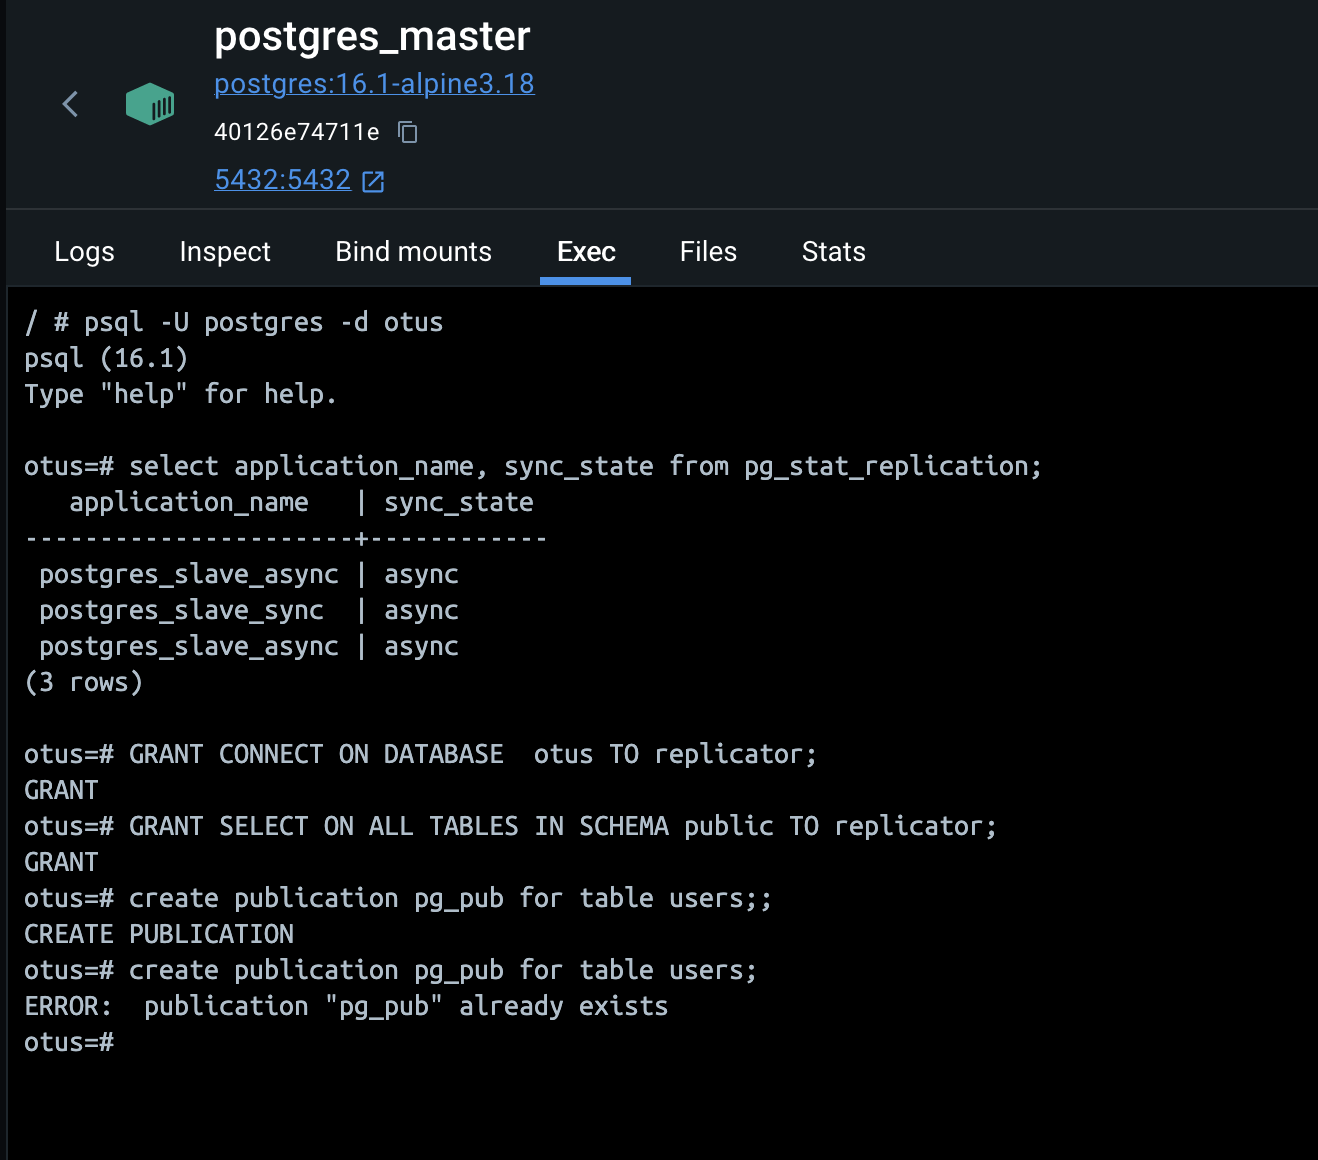 postgres_master
postgres:16.1-alpine3.18
40126e74711e
5432:5432
Logs Inspect Bind mounts Exec Files Stats
/ # psql -U postgres -d otus
psql (16.1)
Type "help" for help.
otus=# select application_name, sync_state from pg_stat_replication;
   application_name   | sync_state
----------------------+------------
 postgres_slave_async | async
 postgres_slave_sync  | async
 postgres_slave_async | async
(3 rows)
otus=# GRANT CONNECT ON DATABASE  otus TO replicator;
GRANT
otus=# GRANT SELECT ON ALL TABLES IN SCHEMA public TO replicator;
GRANT
otus=# create publication pg_pub for table users;;
CREATE PUBLICATION
otus=# create publication pg_pub for table users;
ERROR:  publication "pg_pub" already exists
otus=#